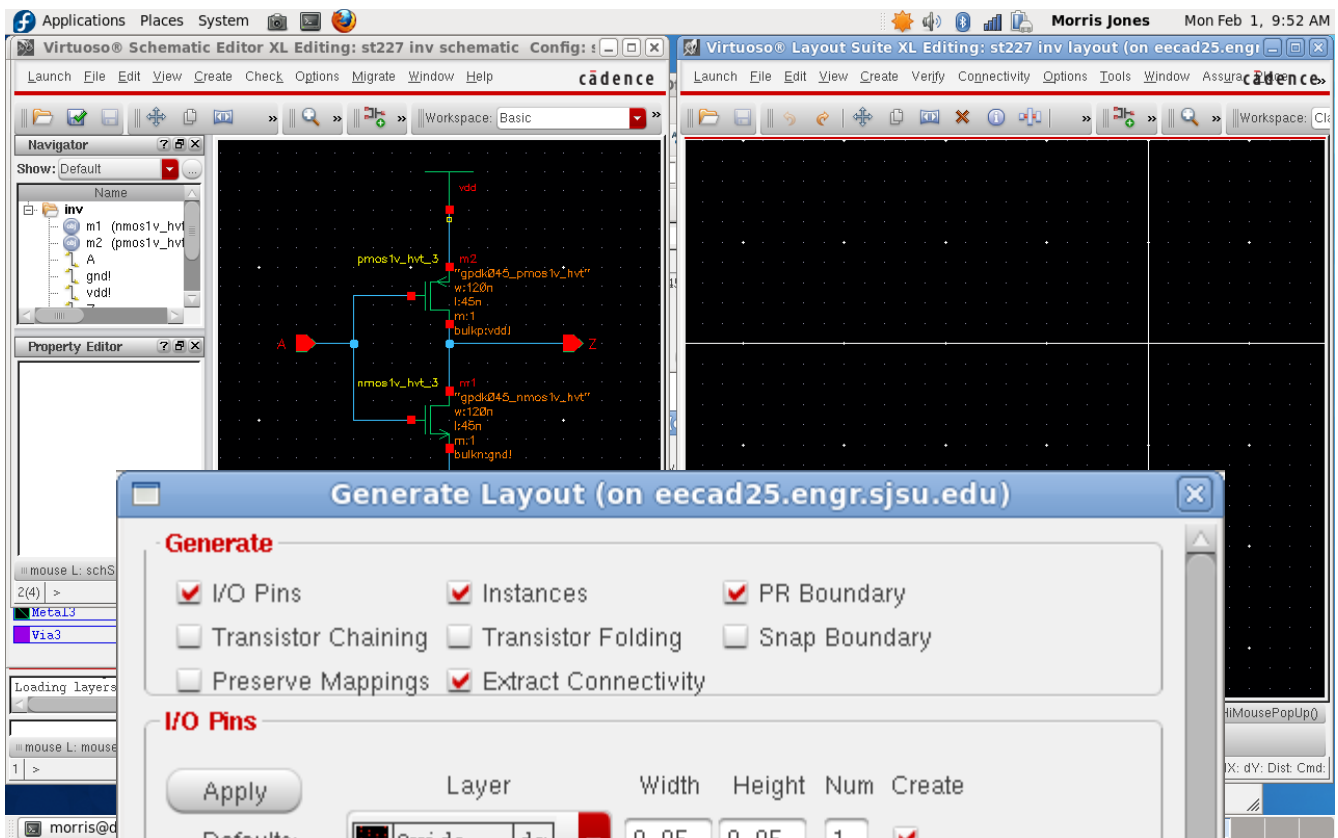 Applications Places System Morris Jones Mon Feb 1, 9:52 AM
Virtuoso® Schematic Editor XL Editing: st227 inv schematic Config: s
Launch File Edit View Create Check Options Migrate Window Help cādence
» » » Workspace: Basic »
Navigator
Show: Default ...
Name
inv
m1 (nmos1v_hvt
m2 (pmos1v_hvt
A
gnd!
vdd!
Property Editor
mouse L: schS
2(4) >
vdd
pmos1v_hvt_3 m2
"gpdk045_pmos1v_hvt"
w:120n
l:45n
m:1
bulkp:vdd!
A Z
nmos1v_hvt_3 m1
"gpdk045_nmos1v_hvt"
w:120n
l:45n
m:1
bulkn:gnd!
Virtuoso® Layout Suite XL Editing: st227 inv layout (on eecad25.engr
Launch File Edit View Create Verify Connectivity Options Tools Window Assura cādence»
» » » Workspace: Cla
Metal3
Via3
Loading layers
mouse L: mouse
1 >
HiMousePopUp()
dY: Dist: Cmd:
Generate Layout (on eecad25.engr.sjsu.edu)
Generate
I/O Pins Instances PR Boundary
Transistor Chaining Transistor Folding Snap Boundary
Preserve Mappings Extract Connectivity
I/O Pins
Apply Layer Width Height Num Create
morris@d